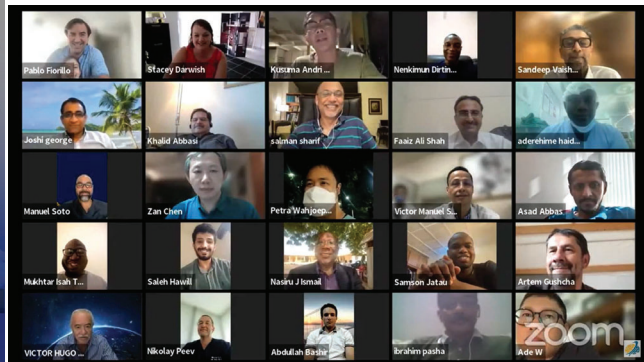 Pablo Fiorillo
Stacey Darwish
Kusuma Andri ...
Nenkimun Dirtin...
Sandeep Vaish...
Joshi george
Khalid Abbasi
salman sharif
Faaiz Ali Shah
aderehime haid...
Manuel Soto
Zan Chen
Petra Wahjoep...
Victor Manuel S...
Asad Abbas
Mukhtar Isah T...
Saleh Hawill
Nasiru J Ismail
Samson Jatau
Artem Gushcha
VICTOR HUGO ...
Nikolay Peev
Abdullah Bashir
ibrahim pasha
Ade W
zoom